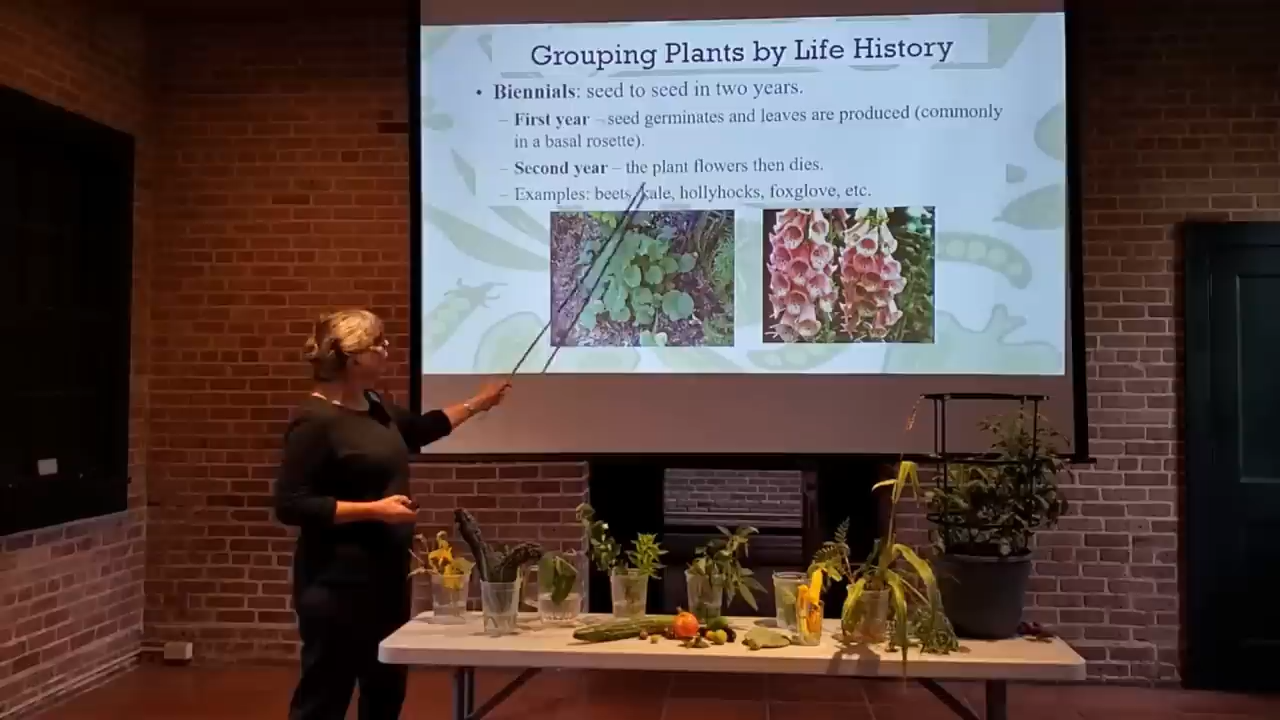 Grouping Plants by Life History
• Biennials: seed to seed in two years.
– First year – seed germinates and leaves are produced (commonly
in a basal rosette).
– Second year – the plant flowers then dies.
– Examples: beets, kale, hollyhocks, foxglove, etc.